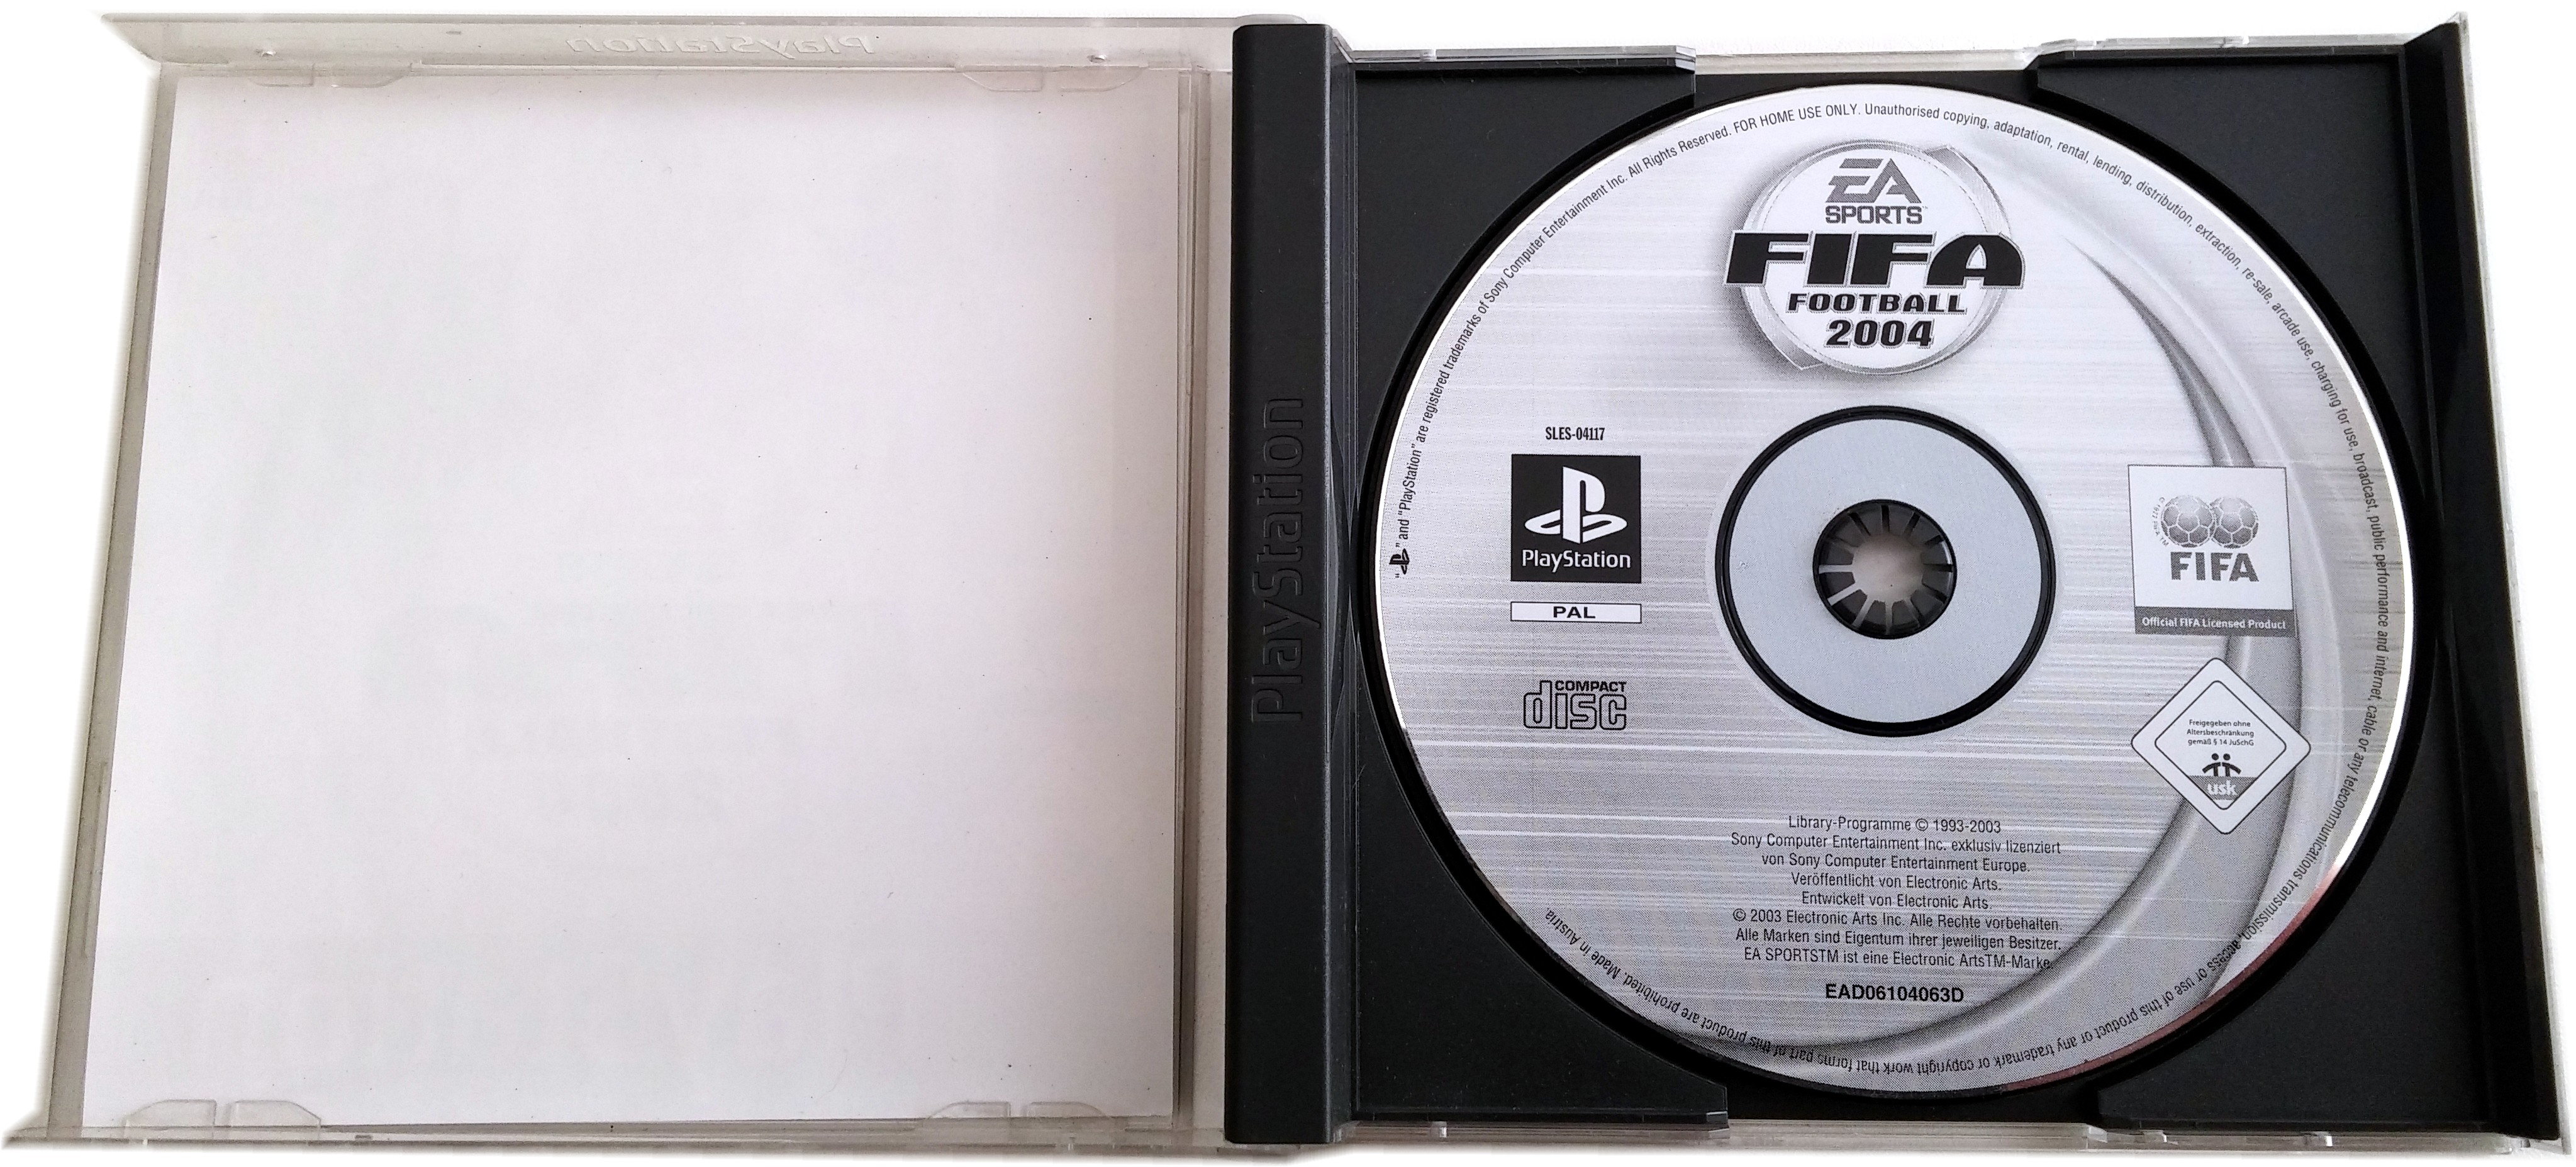 PlayStation
PlayStation
"PlayStation" and "PlayStation" are registered trademarks of Sony Computer Entertainment Inc. All Rights Reserved. FOR HOME USE ONLY. Unauthorised copying, adaptation, rental, lending, distribution, extraction, re-sale, arcade use, charging for use, broadcast, public performance and internet, cable or any telecommunications transmission, access or use of this product or any trademark or copyright work that forms part of this product are prohibited. Made in Austria.
EA
SPORTS™
FIFA
FOOTBALL
2004
SLES-04117
PlayStation
PAL
COMPACT
disc
FIFA
Official FIFA Licensed Product
Freigegeben ohne
Altersbeschränkung
gemäß § 14 JuSchG
usk
Library-Programme © 1993-2003
Sony Computer Entertainment Inc. exklusiv lizenziert
von Sony Computer Entertainment Europe.
Veröffentlicht von Electronic Arts.
Entwickelt von Electronic Arts.
© 2003 Electronic Arts Inc. Alle Rechte vorbehalten.
Alle Marken sind Eigentum ihrer jeweiligen Besitzer.
EA SPORTSTM ist eine Electronic ArtsTM-Marke.
EAD06104063D